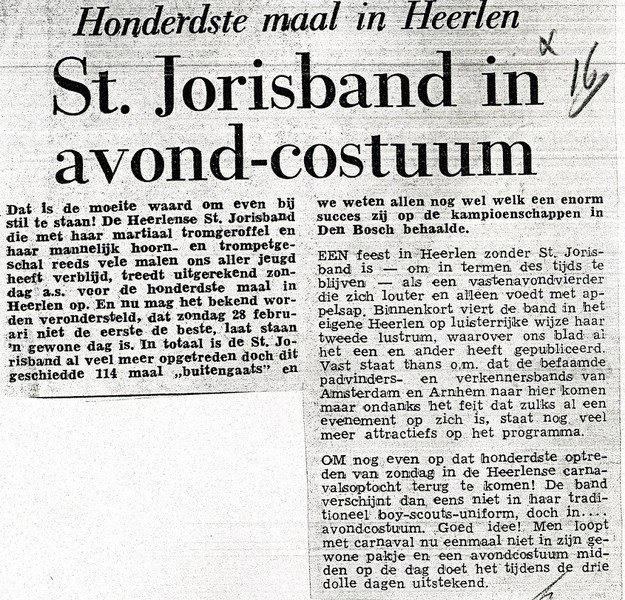 Honderdste maal in Heerlen
St. Jorisband in
avond-costuum
x
16
Dat is de moeite waard om even bij
stil te staan! De Heerlense St. Jorisband
die met haar martiaal tromgeroffel en
haar mannelijk hoorn- en trompetge-
schal reeds vele malen ons aller jeugd
heeft verblijd, treedt uitgerekend zon-
dag a.s. voor de honderdste maal in
Heerlen op. En nu mag het bekend wor-
den verondersteld, dat zondag 28 febru-
ari niet de eerste de beste, laat staan
'n gewone dag is. In totaal is de St. Jo-
risband al veel meer opgetreden doch dit
geschiedde 114 maal „buitengaats” en
we weten allen nog wel welk een enorm
succes zij op de kampioenschappen in
Den Bosch behaalde.
EEN feest in Heerlen zonder St. Joris-
band is — om in termen des tijds te
blijven — als een vastenavondvierder
die zich louter en alleen voedt met ap-
pelsap. Binnenkort viert de band in het
eigene Heerlen op luisterrijke wijze haar
tweede lustrum, waarover ons blad al
het een en ander heeft gepubliceerd.
Vast staat thans o.m. dat de befaamde
padvinders- en verkennersbands van
Amsterdam en Arnhem naar hier komen
maar ondanks het feit dat zulks al een
evenement op zich is, staat nog veel
meer attractiefs op het programma.
OM nog even op dat honderdste optre-
den van zondag in de Heerlense carna-
valsoptocht terug te komen! De band
verschijnt dan eens niet in haar tradi-
tioneel boy-scouts-uniform, doch in....
avondcostuum. Goed idee! Men loopt
met carnaval nu eenmaal niet in zijn ge-
wone pakje en een avondcostuum mid-
den op de dag doet het tijdens de drie
dolle dagen uitstekend.